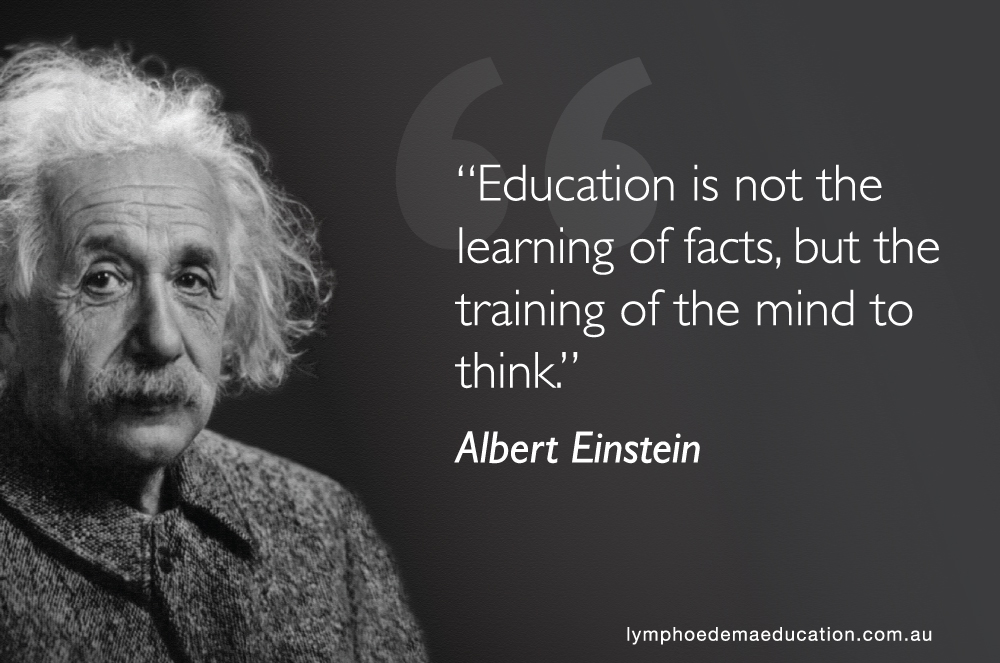 “Education is not the
learning of facts, but the
training of the mind to
think.”
Albert Einstein
lymphoedemaeducation.com.au